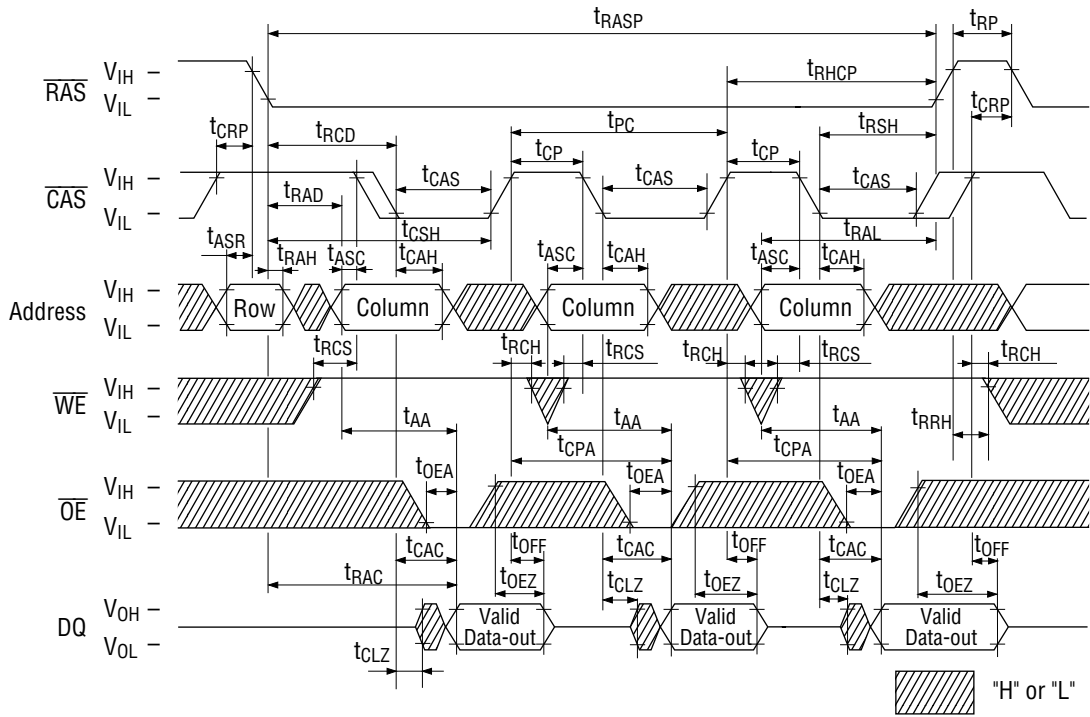 tRASP
tRP
RAS
VIH
VIL
tRHCP
tCRP
tRCD
tPC
tRSH
tCRP
tCP
tCP
CAS
VIH
VIL
tRAD
tCAS
tCAS
tCAS
tCSH
tRAL
tASR
tRAH
tASC
tCAH
tASC
tCAH
tASC
tCAH
Address
VIH
VIL
Row
Column
Column
Column
tRCS
tRCH
tRCS
tRCH
tRCS
tRCH
WE
VIH
VIL
tAA
tAA
tAA
tRRH
tCPA
tCPA
tOEA
tOEA
tOEA
OE
VIH
VIL
tCAC
tOFF
tCAC
tOFF
tCAC
tOFF
tRAC
tOEZ
tCLZ
tOEZ
tCLZ
tOEZ
DQ
VOH
VOL
Valid
Data-out
Valid
Data-out
Valid
Data-out
tCLZ
"H" or "L"